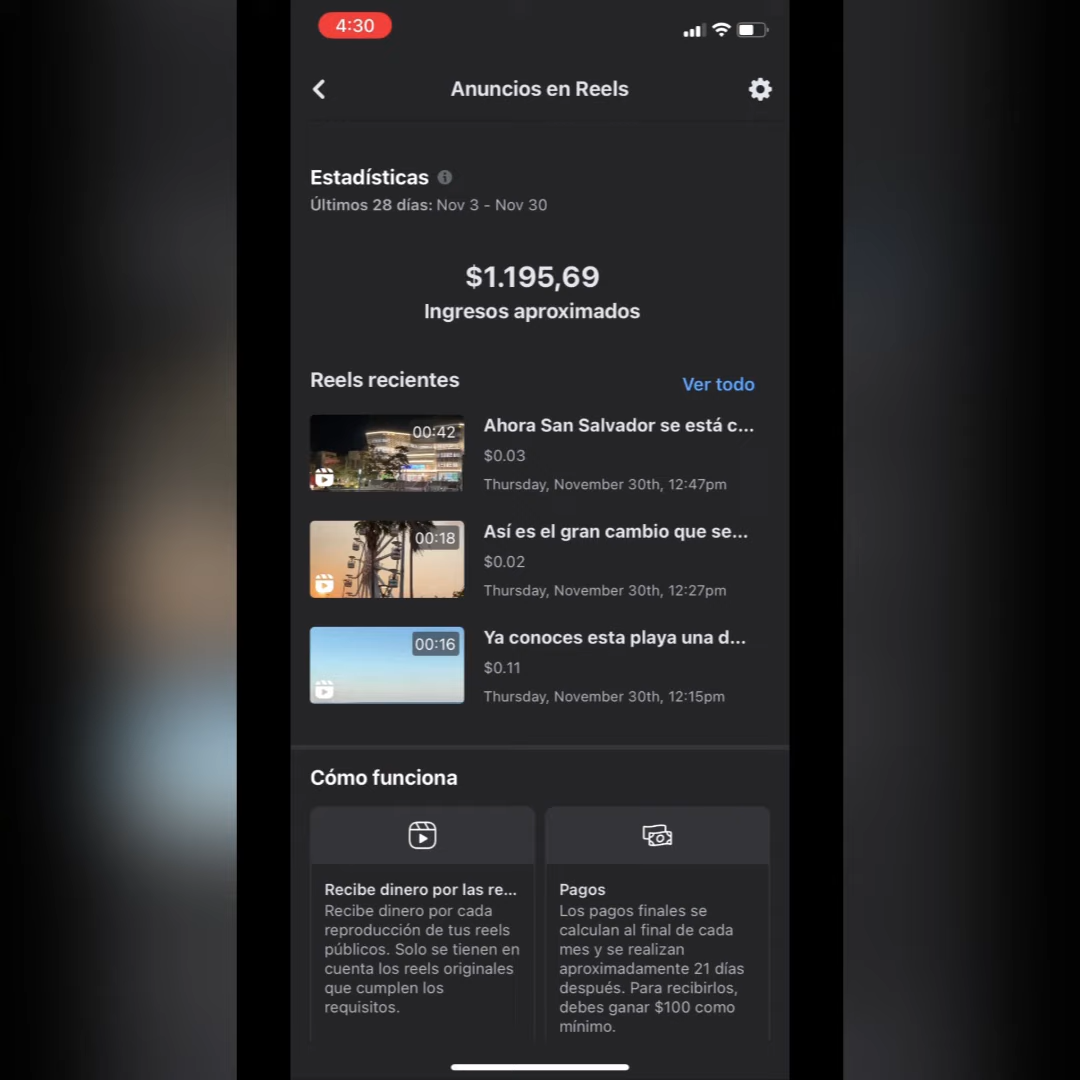 4:30
Anuncios en Reels
Estadísticas
Últimos 28 días: Nov 3 - Nov 30
$1.195,69
Ingresos aproximados
Reels recientes
Ver todo
00:42
Ahora San Salvador se está c...
$0.03
Thursday, November 30th, 12:47pm
00:18
Así es el gran cambio que se...
$0.02
Thursday, November 30th, 12:27pm
00:16
Ya conoces esta playa una d...
$0.11
Thursday, November 30th, 12:15pm
Cómo funciona
Recibe dinero por las re...
Recibe dinero por cada
reproducción de tus reels
públicos. Solo se tienen en
cuenta los reels originales
que cumplen los
requisitos.
Pagos
Los pagos finales se
calculan al final de cada
mes y se realizan
aproximadamente 21 días
después. Para recibirlos,
debes ganar $100 como
mínimo.